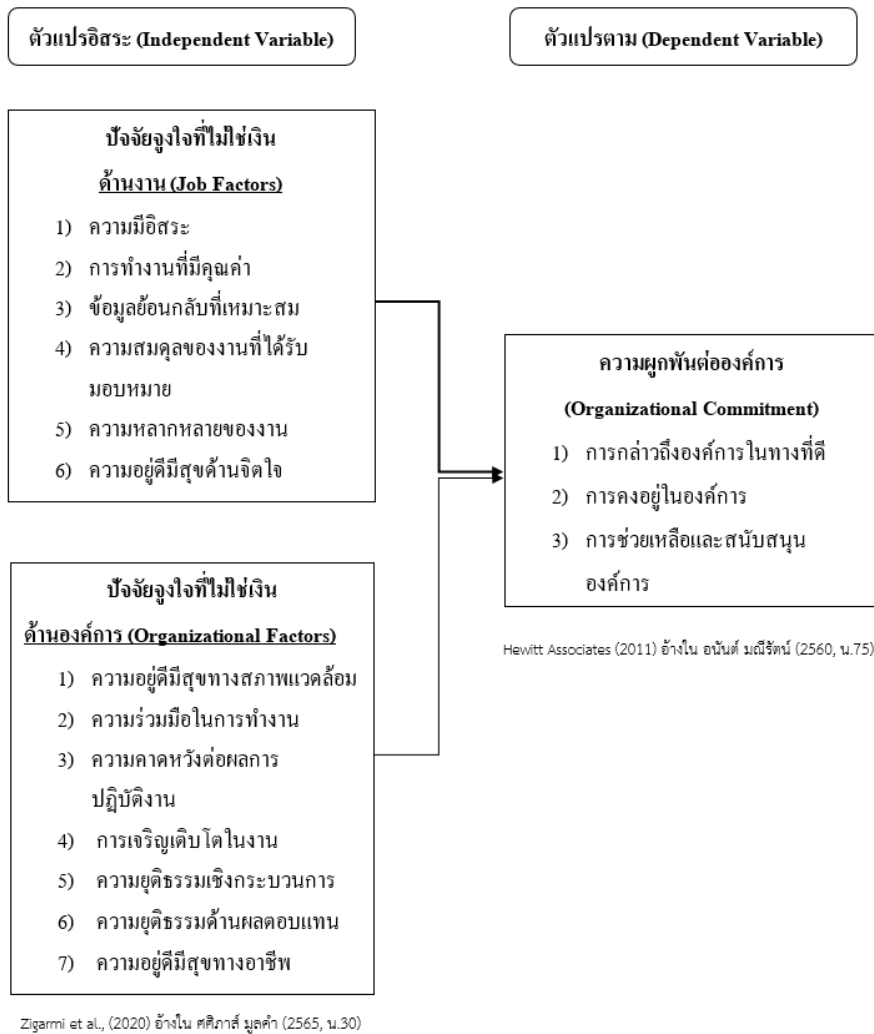 ตัวแปรอิสระ (Independent Variable)
ตัวแปรตาม (Dependent Variable)
ปัจจัยจูงใจที่ไม่ใช่เงิน
ด้านงาน (Job Factors)
1) ความมีอิสระ
2) การทำงานที่มีคุณค่า
3) ข้อมูลย้อนกลับที่เหมาะสม
4) ความสมดุลของงานที่ได้รับ
มอบหมาย
5) ความหลากหลายของงาน
6) ความอยู่ดีมีสุขด้านจิตใจ
ความผูกพันต่อองค์การ
(Organizational Commitment)
1) การกล่าวถึงองค์การในทางที่ดี
2) การคงอยู่ในองค์การ
3) การช่วยเหลือและสนับสนุน
องค์การ
Hewitt Associates (2011) อ้างใน อนันต์ มณีรัตน์ (2560, น.75)
ปัจจัยจูงใจที่ไม่ใช่เงิน
ด้านองค์การ (Organizational Factors)
1) ความอยู่ดีมีสุขทางสภาพแวดล้อม
2) ความร่วมมือในการทำงาน
3) ความคาดหวังต่อผลการ
ปฏิบัติงาน
4) การเจริญเติบโตในงาน
5) ความยุติธรรมเชิงกระบวนการ
6) ความยุติธรรมด้านผลตอบแทน
7) ความอยู่ดีมีสุขทางอาชีพ
Zigarmi et al., (2020) อ้างใน ศศิภาส์ มูลคำ (2565, น.30)